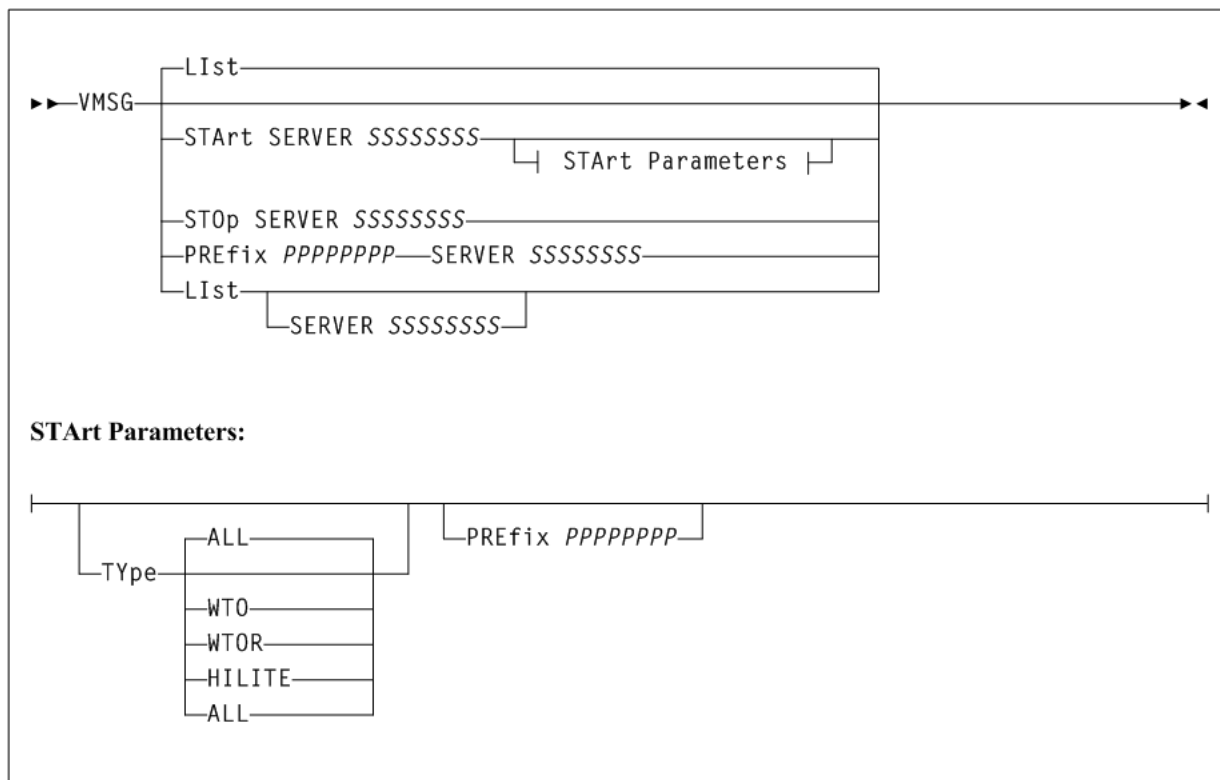 LIst
VMSG
STArt SERVER SSSSSSSS
STArt Parameters
STOp SERVER SSSSSSSS
PREfix PPPPPPPP SERVER SSSSSSSS
LIst
SERVER SSSSSSSS
STArt Parameters:
ALL
PREfix PPPPPPPP
TYpe
WTO
WTOR
HILITE
ALL